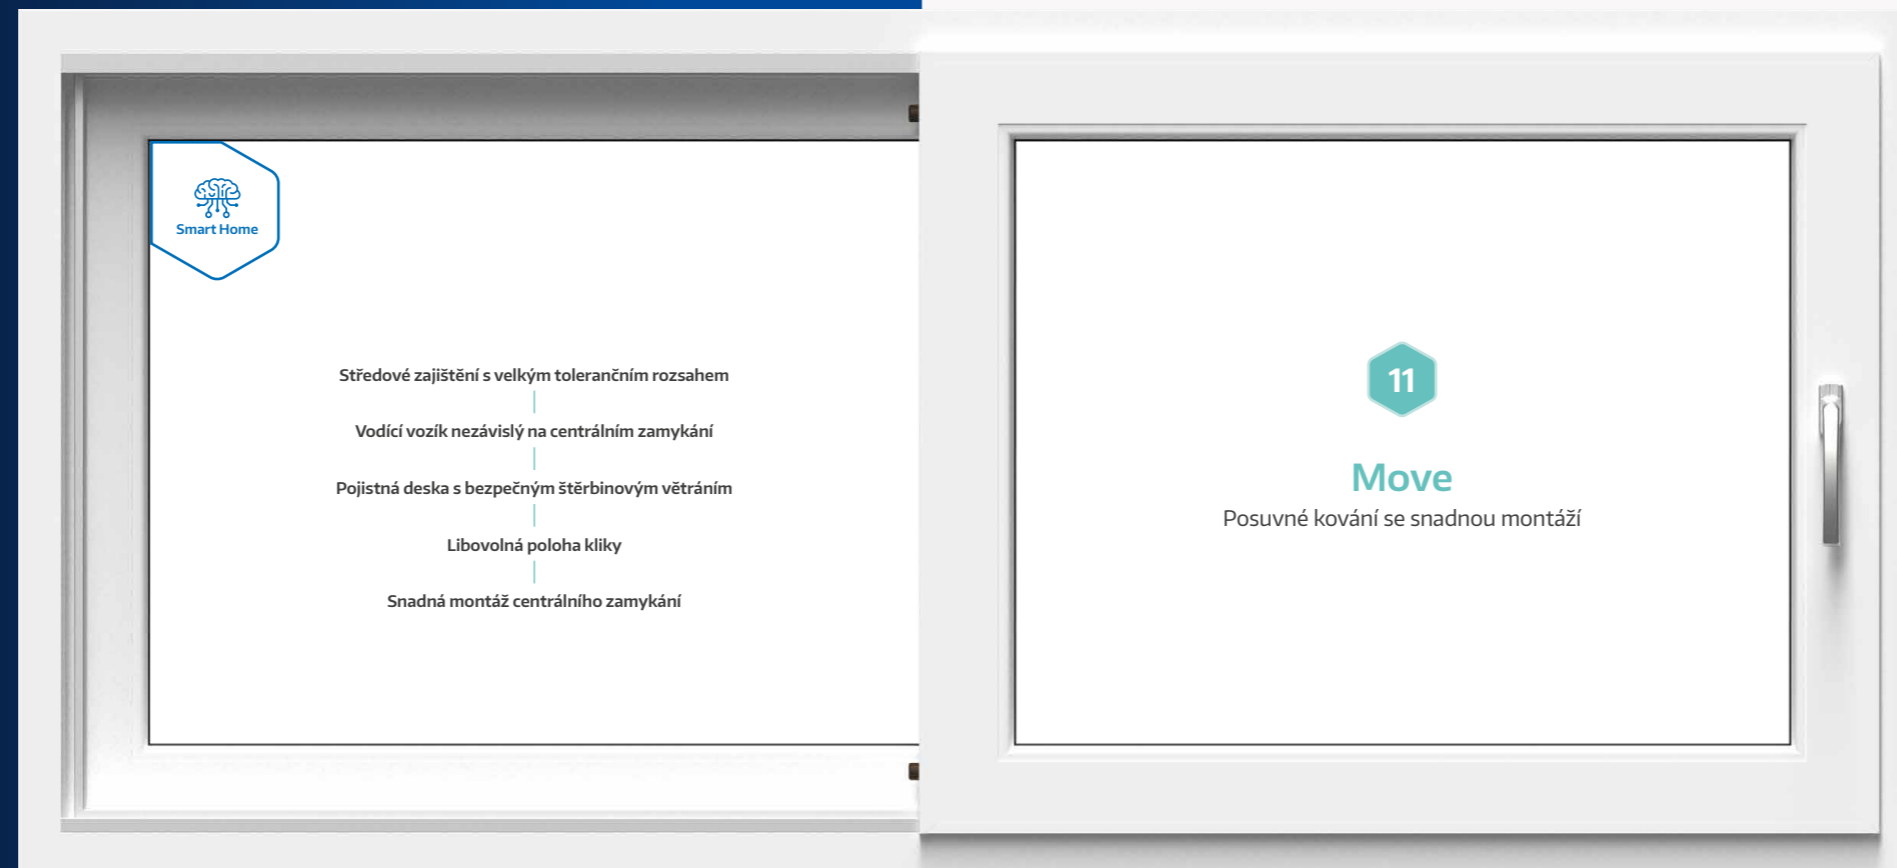 Smart Home
Středové zajištění s velkým tolerančním rozsahem
Vodící vozík nezávislý na centrálním zamykání
Pojistná deska s bezpečným štěrbinovým větráním
Libovolná poloha kliky
Snadná montáž centrálního zamykání
11
Move
Posuvné kování se snadnou montáží